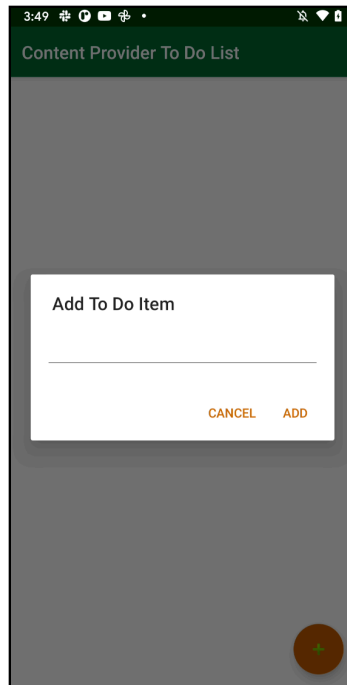 3:49
Content Provider To Do List
Add To Do Item
CANCEL ADD
+